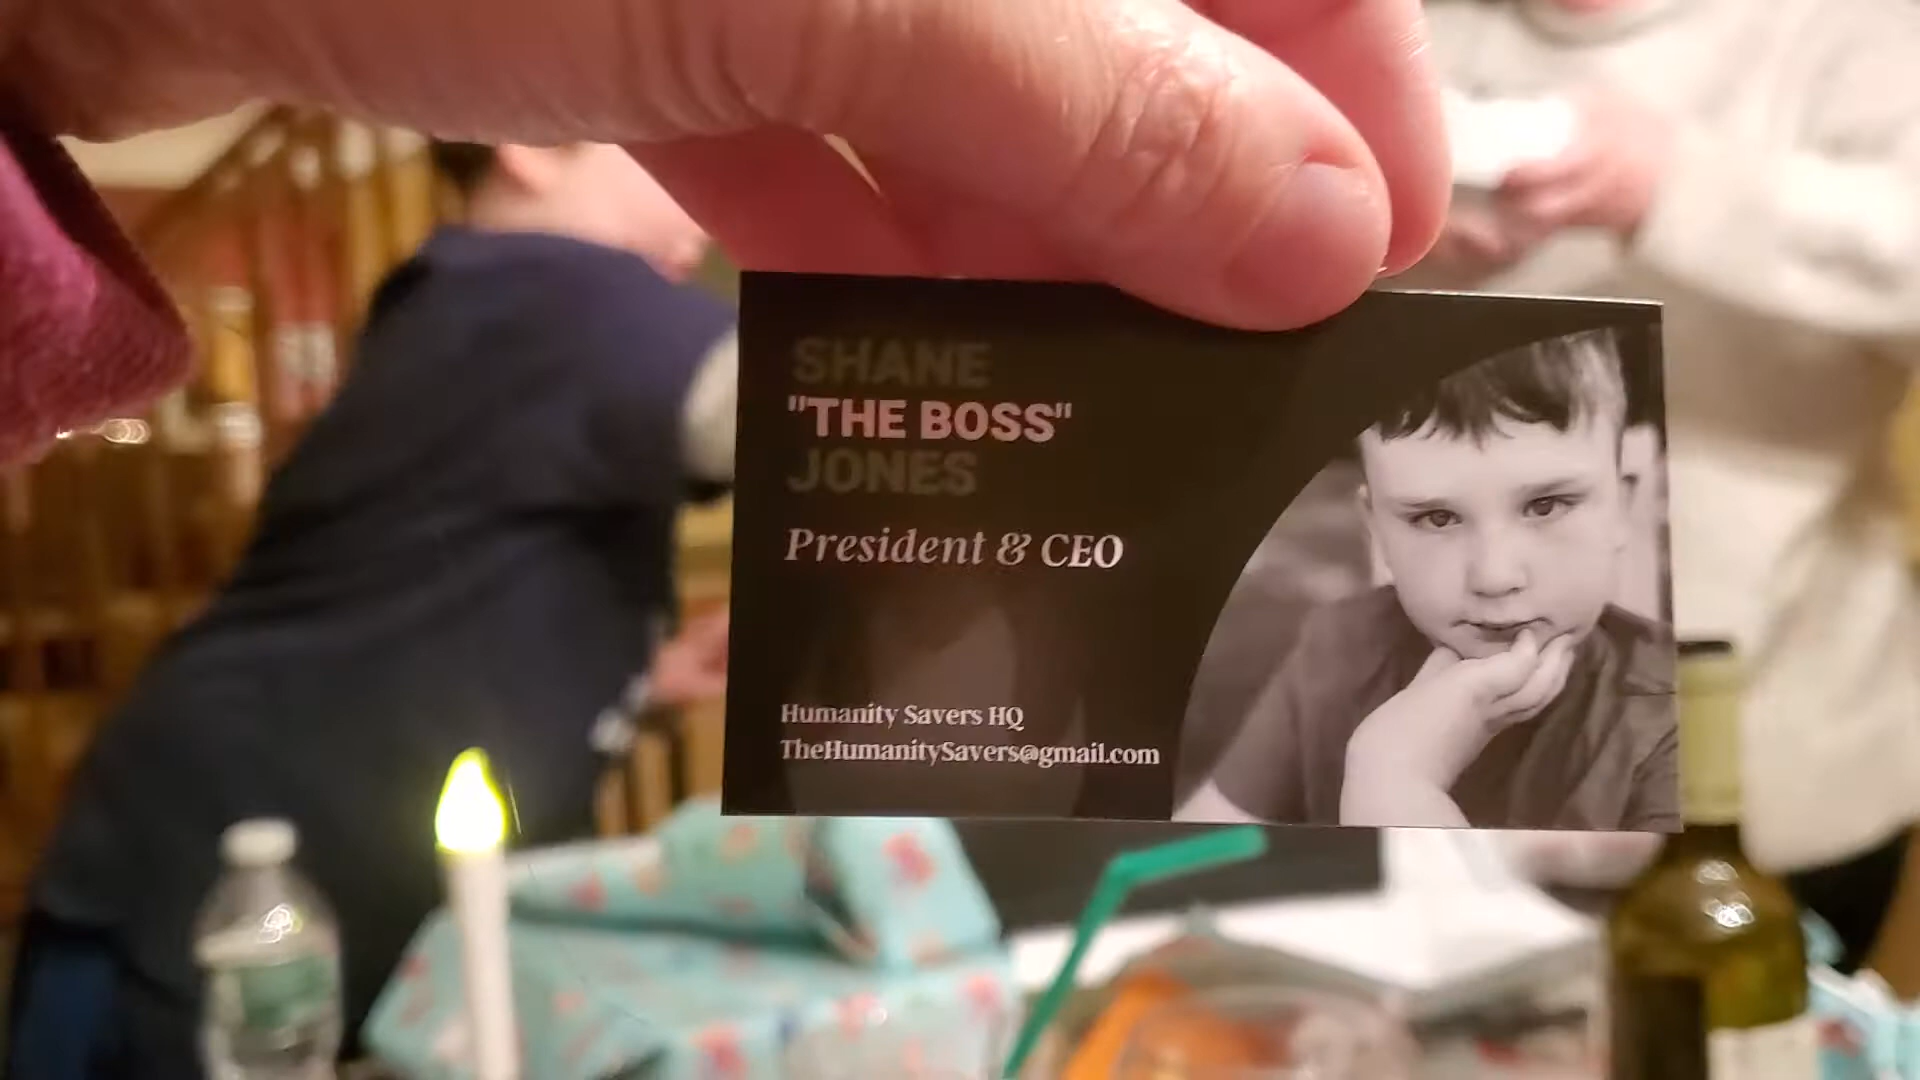 SHANE
"THE BOSS"
JONES
President & CEO
Humanity Savers HQ
TheHumanitySavers@gmail.com